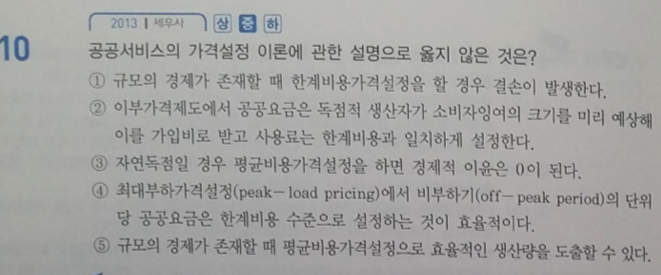 2013 | 세무사 상 중 하
10
공공서비스의 가격설정 이론에 관한 설명으로 옳지 않은 것은?
① 규모의 경제가 존재할 때 한계비용가격설정을 할 경우 결손이 발생한다.
② 이부가격제도에서 공공요금은 독점적 생산자가 소비자잉여의 크기를 미리 예상해
이를 가입비로 받고 사용료는 한계비용과 일치하게 설정한다.
③ 자연독점일 경우 평균비용가격설정을 하면 경제적 이윤은 0이 된다.
④ 최대부하가격설정(peak-load pricing)에서 비부하기(off-peak period)의 단위
당 공공요금은 한계비용 수준으로 설정하는 것이 효율적이다.
⑤ 규모의 경제가 존재할 때 평균비용가격설정으로 효율적인 생산량을 도출할 수 있다.